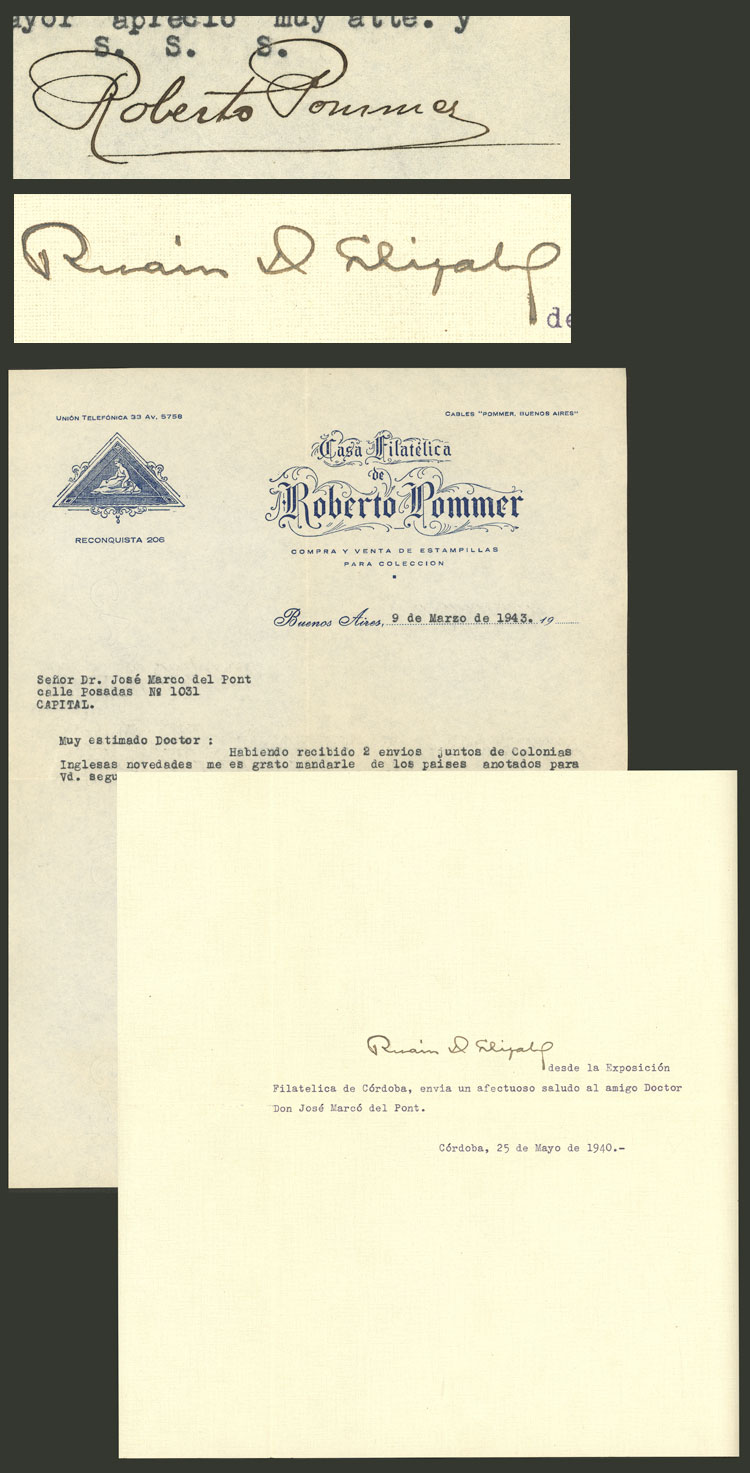 ayor aprecio muy atte. y
S. S. S.
Roberto Pommer
D Elizal
de
UNIÓN TELEFÓNICA 33 AV. 5758
CABLES "POMMER, BUENOS AIRES"
Casa Filatélica
de
Roberto Pommer
RECONQUISTA 206
COMPRA Y VENTA DE ESTAMPILLAS
PARA COLECCION
Buenos Aires, 9 de Marzo de 1943. 19
Señor Dr. José Marco del Pont
calle Posadas Nº 1031
CAPITAL.
Muy estimado Doctor :
Habiendo recibido 2 envios juntos de Colonias
Inglesas novedades me es grato mandarle de los paises anotados para
Vd. segu
D Elizal
desde la Exposición
Filatelica de Córdoba, envia un afectuoso saludo al amigo Doctor
Don José Marcó del Pont.
Córdoba, 25 de Mayo de 1940.-